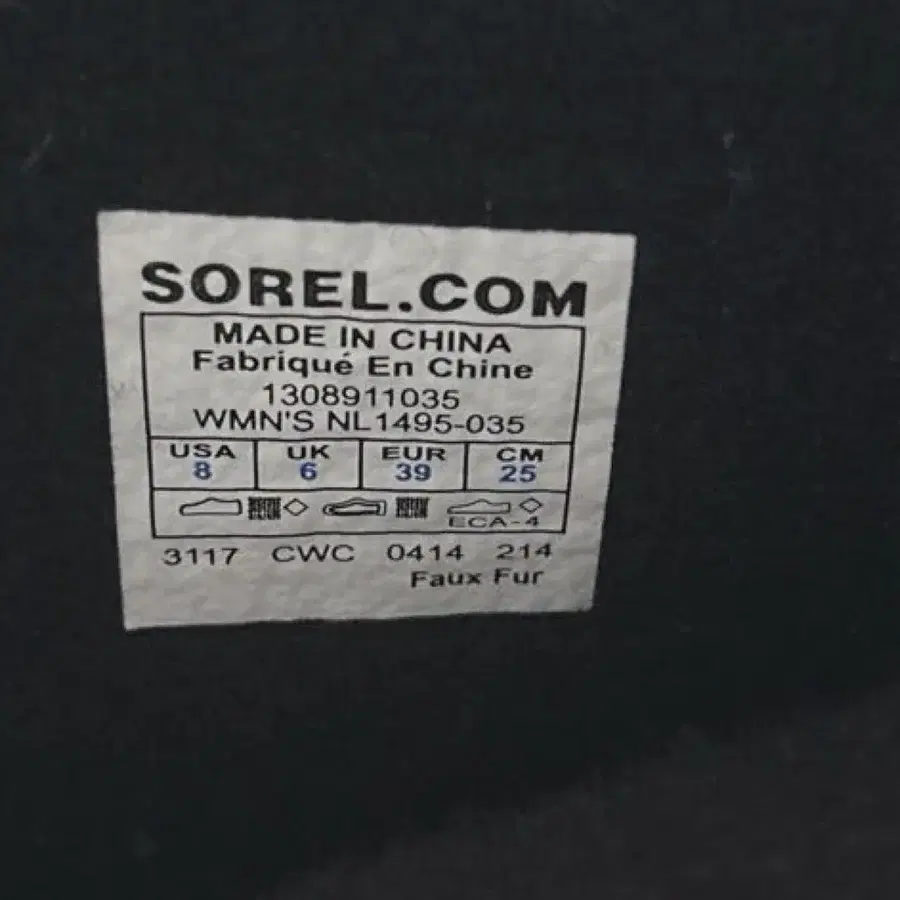 SOREL.COM
MADE IN CHINA
Fabriqué En Chine
1308911035
WMN'S NL1495-035
USA UK EUR CM
8 6 39 25
ECA-4
3117 CWC 0414 214
Faux Fur